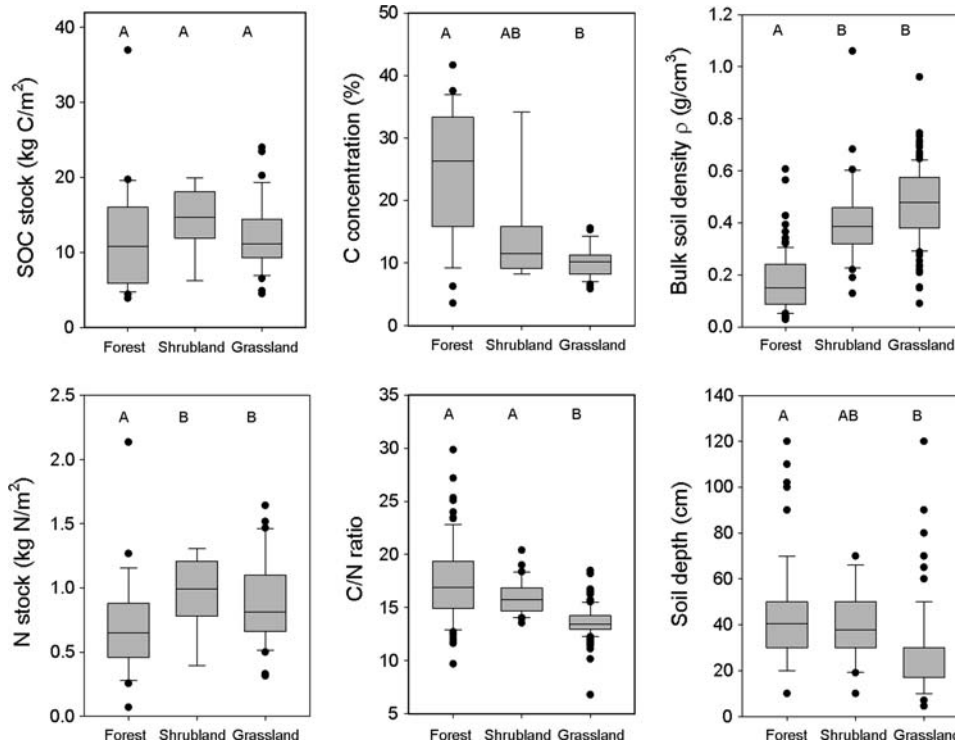 SOC stock (kg C/m²)
40
30
20
10
0
A A A
Forest Shrubland Grassland
C concentration (%)
50
40
30
20
10
0
A AB B
Forest Shrubland Grassland
Bulk soil density ρ (g/cm³)
1.2
1.0
0.8
0.6
0.4
0.2
0.0
A B B
Forest Shrubland Grassland
N stock (kg N/m²)
2.5
2.0
1.5
1.0
0.5
0.0
A B B
Forest Shrubland Grassland
C/N ratio
35
30
25
20
15
10
5
A A B
Forest Shrubland Grassland
Soil depth (cm)
140
120
100
80
60
40
20
0
A AB B
Forest Shrubland Grassland